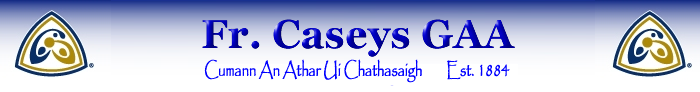 Fr. Caseys GAA
Cumann An Athar Ui Chathasaigh Est. 1884